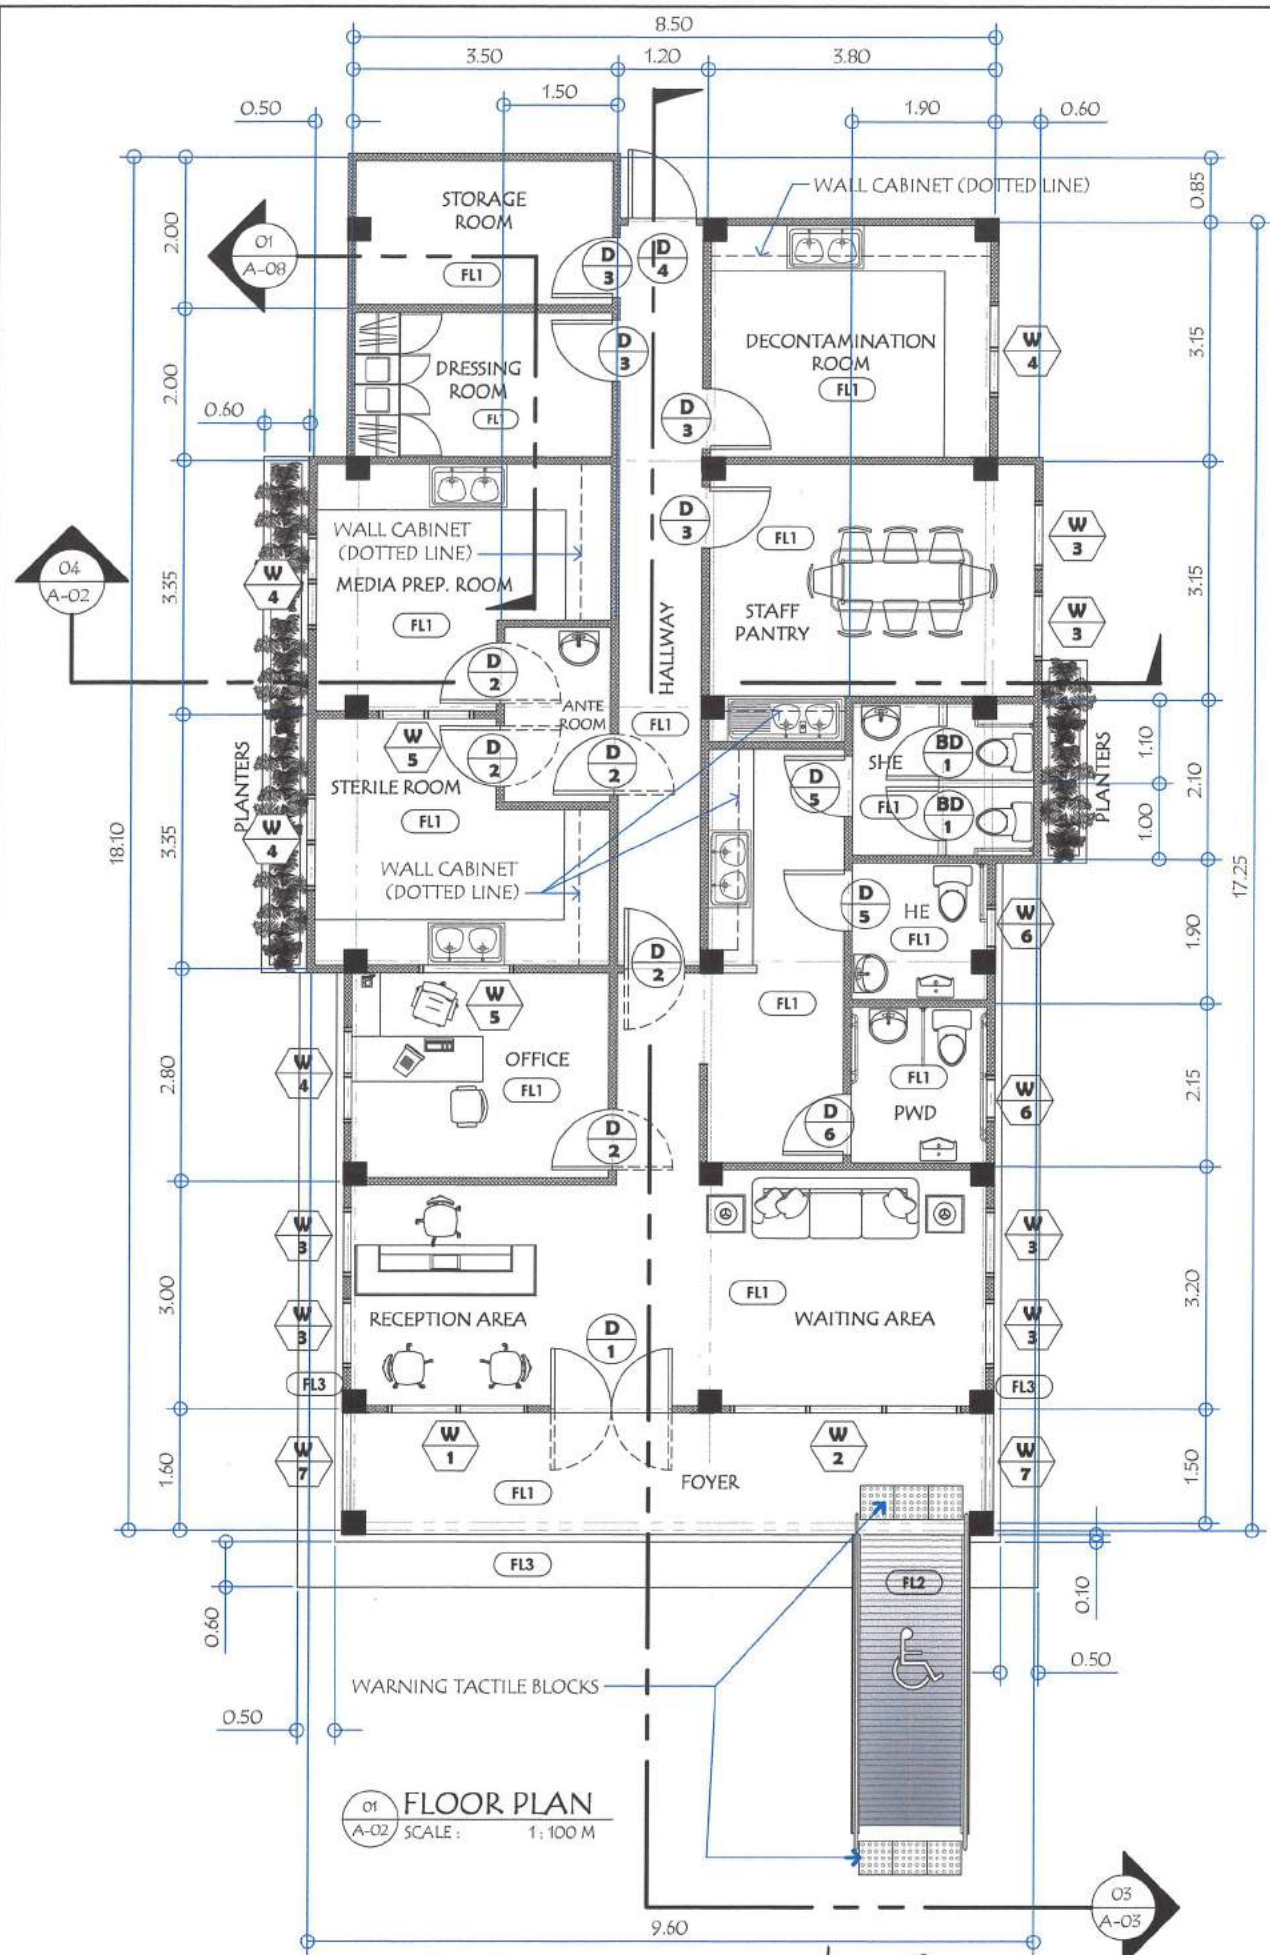 8.50
3.50
1.20
3.80
1.50
0.50
1.90
0.60
WALL CABINET (DOTTED LINE)
0.85
2.00
STORAGE
ROOM
01
A-08
FL1
D
3
D
4
3.15
DECONTAMINATION
ROOM
FL1
W
4
D
3
DRESSING
ROOM
FL1
2.00
0.60
D
3
WALL CABINET
(DOTTED LINE)
MEDIA PREP. ROOM
FL1
04
A-02
W
4
3.35
D
3
FL1
W
3
W
3
3.15
STAFF
PANTRY
HALLWAY
FL1
D
2
ANTE
ROOM
W
5
D
2
D
2
STERILE ROOM
FL1
PLANTERS
W
4
3.35
18.10
SHE
FL1
BD
1
BD
1
D
5
PLANTERS
1.10
1.00
2.10
17.25
WALL CABINET
(DOTTED LINE)
D
5
HE
FL1
W
6
1.90
D
2
W
5
FL1
OFFICE
FL1
W
4
2.80
FL1
PWD
W
6
2.15
D
2
D
6
W
3
W
3
3.00
RECEPTION AREA
D
1
FL1
WAITING AREA
W
3
W
3
3.20
FL3
FL3
W
1
W
2
W
7
W
7
1.60
1.50
FOYER
FL1
FL3
FL2
0.60
0.10
0.50
0.50
WARNING TACTILE BLOCKS
01
A-02
FLOOR PLAN
SCALE : 1 : 100 M
03
A-03
9.60